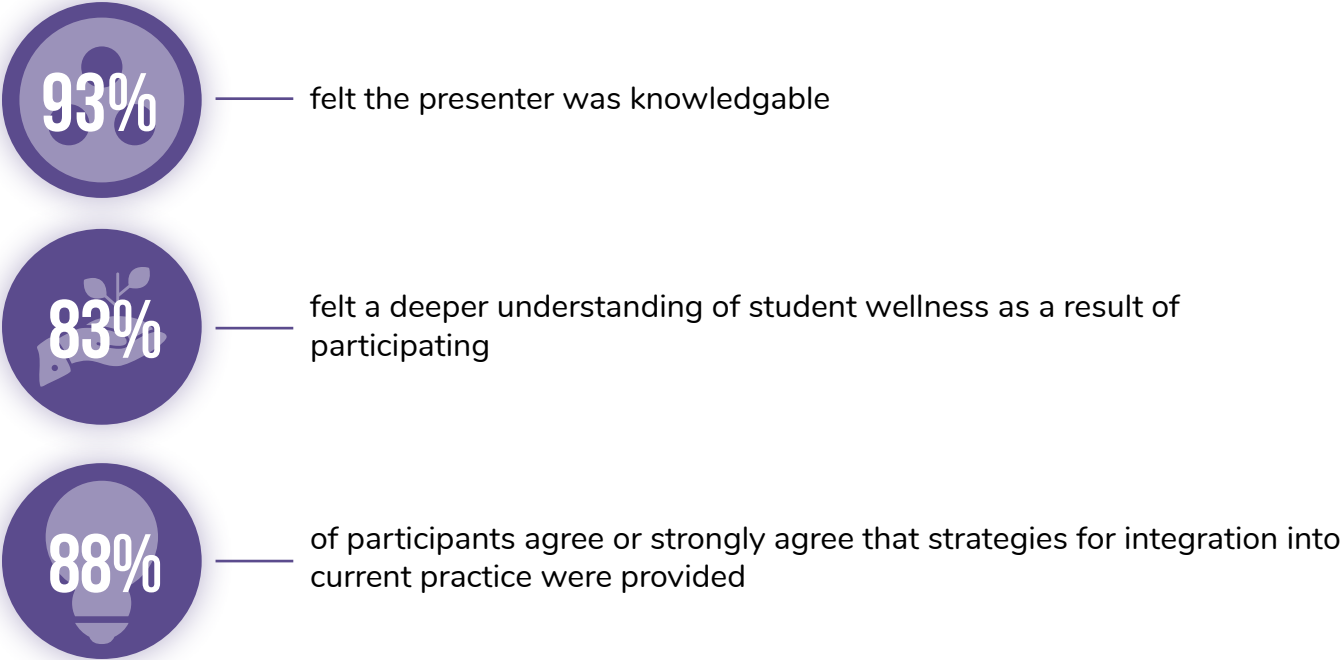 93%
felt the presenter was knowledgable
83%
felt a deeper understanding of student wellness as a result of
participating
88%
of participants agree or strongly agree that strategies for integration into
current practice were provided